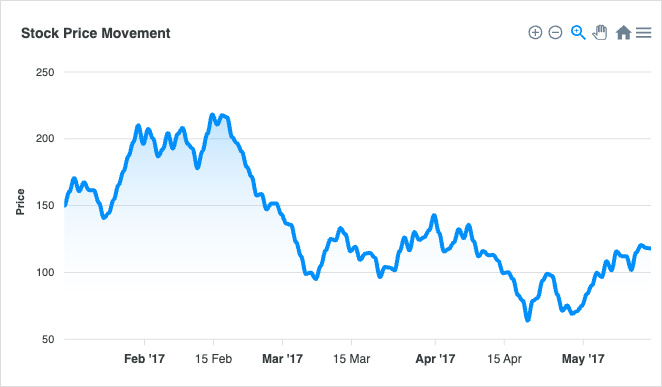 Stock Price Movement
250
200
150
100
50
Price
Feb '17
15 Feb
Mar '17
15 Mar
Apr '17
15 Apr
May '17